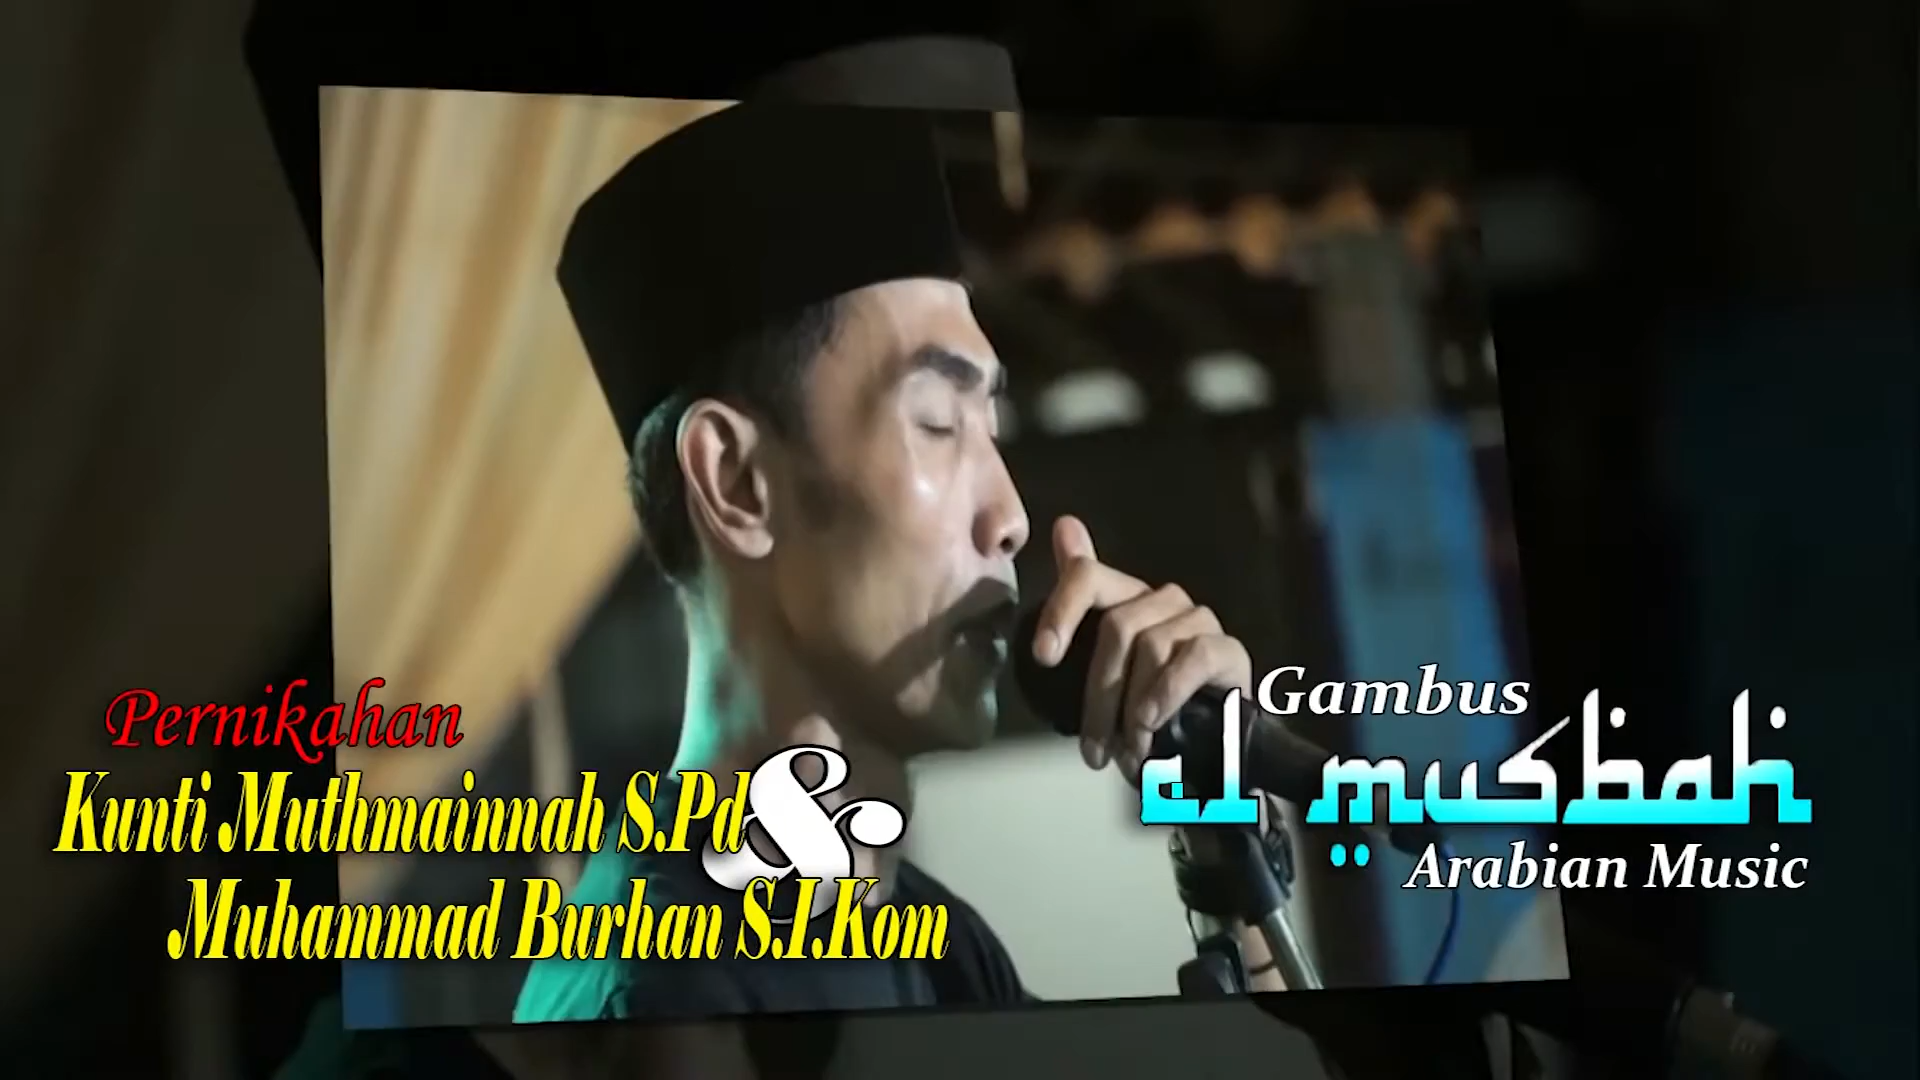 Pernikahan
Kunti Muthmainnah S.Pd
&
Muhammad Burhan S.I.Kom
Gambus
el musbah
Arabian Music